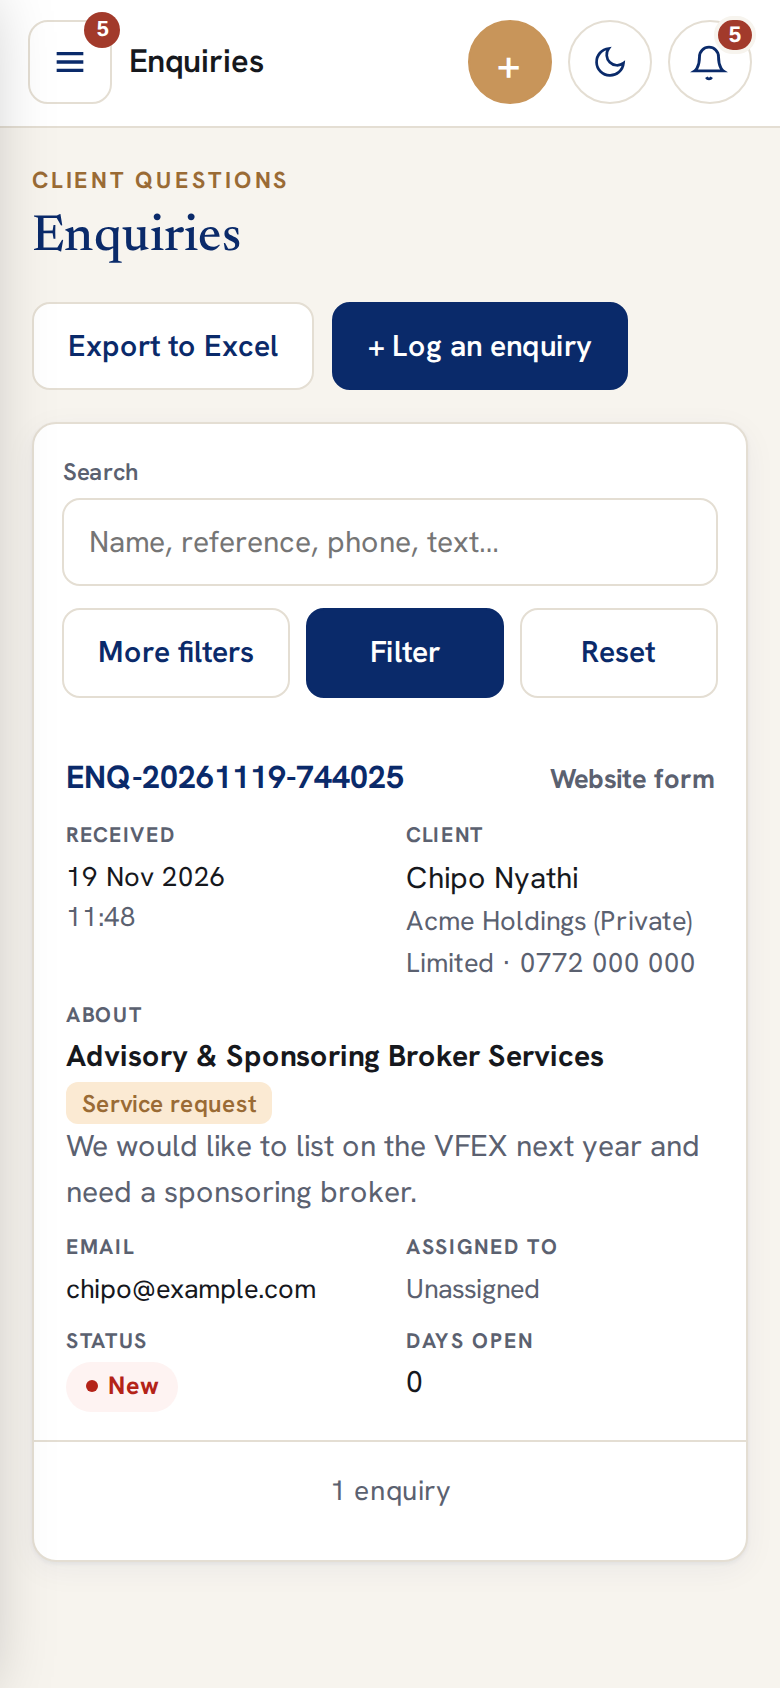 5
Enquiries
+
5
CLIENT QUESTIONS
Enquiries
Export to Excel
+ Log an enquiry
Search
Name, reference, phone, text...
More filters
Filter
Reset
ENQ-20261119-744025
Website form
RECEIVED
19 Nov 2026
11:48
CLIENT
Chipo Nyathi
Acme Holdings (Private)
Limited · 0772 000 000
ABOUT
Advisory & Sponsoring Broker Services
Service request
We would like to list on the VFEX next year and
need a sponsoring broker.
EMAIL
chipo@example.com
ASSIGNED TO
Unassigned
STATUS
New
DAYS OPEN
0
1 enquiry